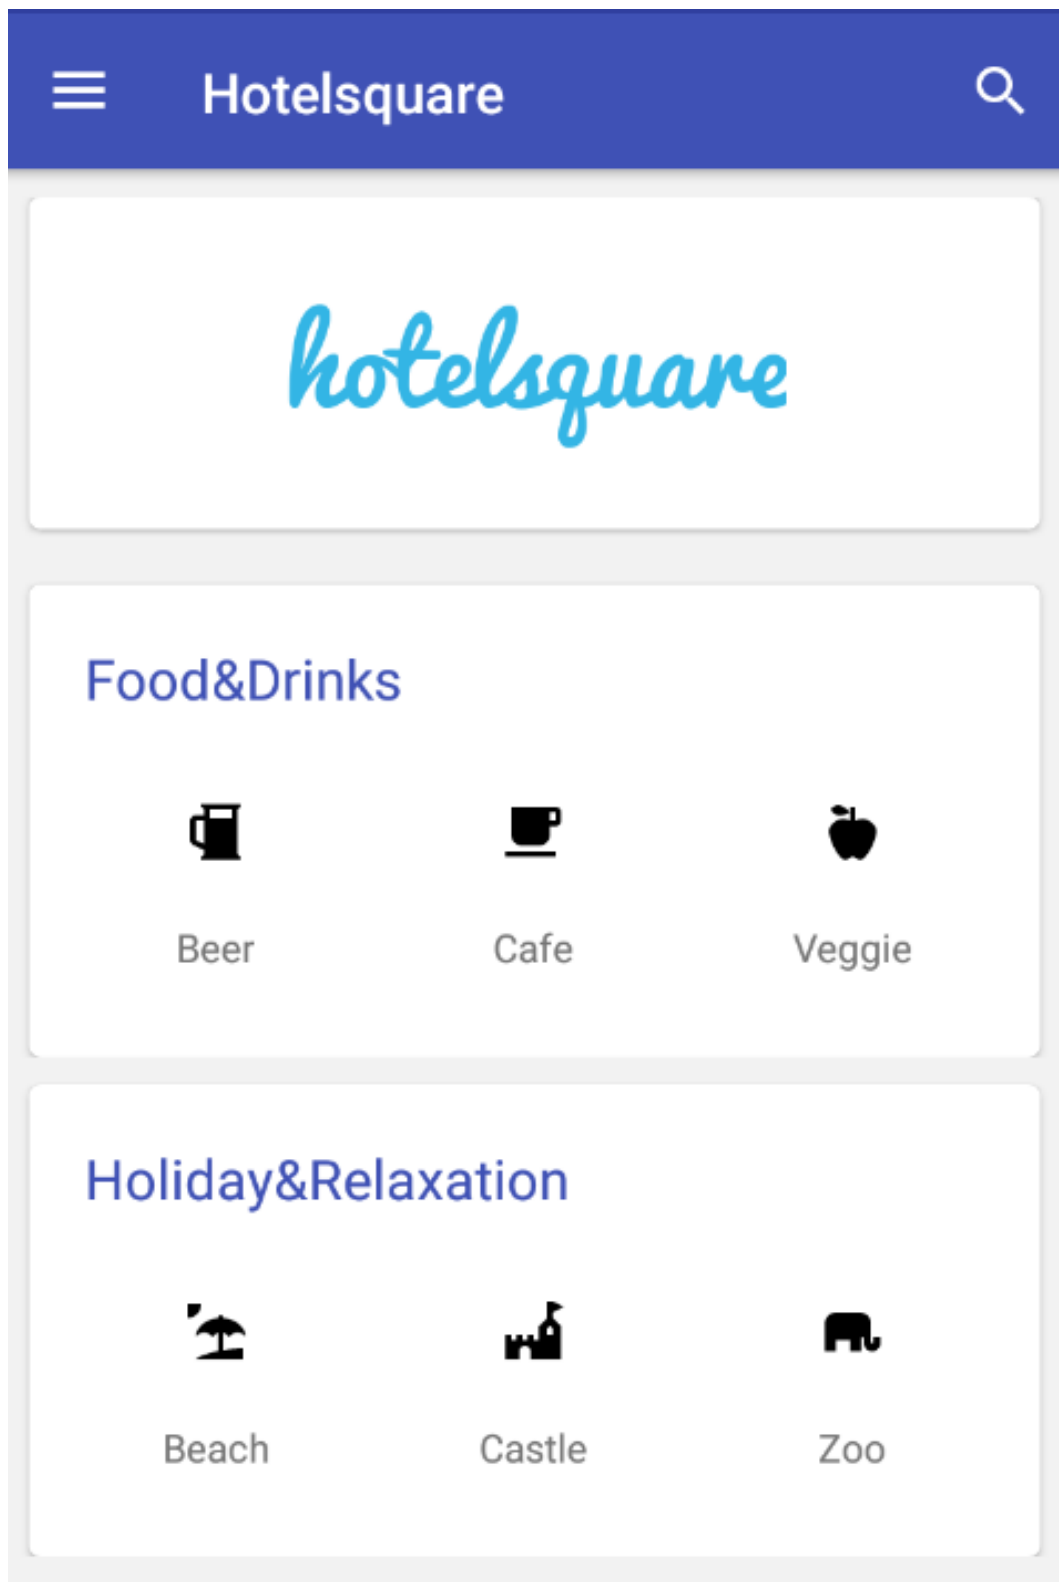 Hotelsquare
hotelsquare
Food&Drinks
Beer Cafe Veggie
Holiday&Relaxation
Beach Castle Zoo